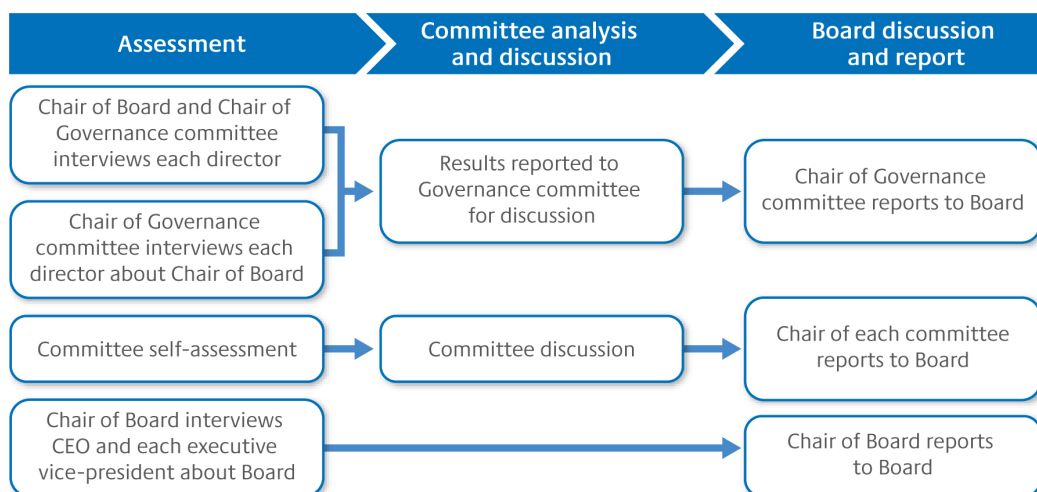 Assessment
Committee analysis
and discussion
Board discussion
and report
Chair of Board and Chair of
Governance committee
interviews each director
Chair of Governance
committee interviews each
director about Chair of Board
Results reported to
Governance committee
for discussion
Chair of Governance
committee reports to Board
Committee self-assessment
Committee discussion
Chair of each committee
reports to Board
Chair of Board interviews
CEO and each executive
vice-president about Board
Chair of Board reports
to Board